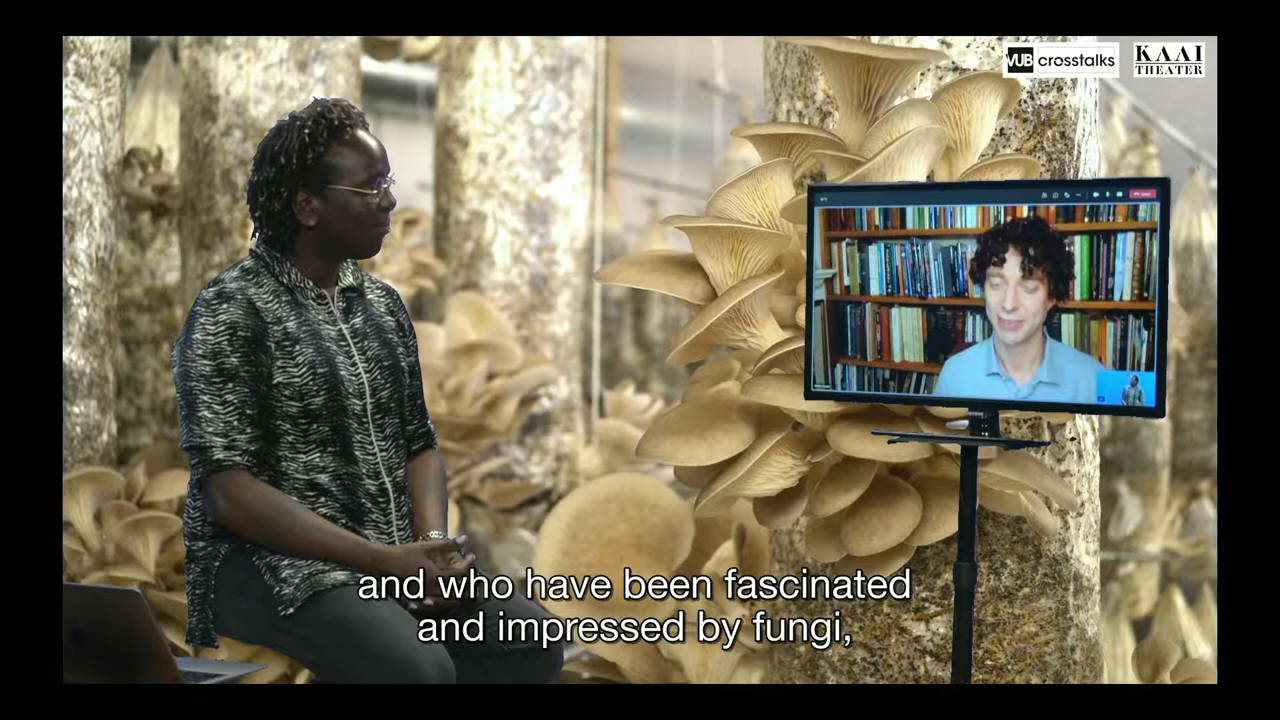 VUB crosstalks
KAAI
THEATER
and who have been fascinated
and impressed by fungi,